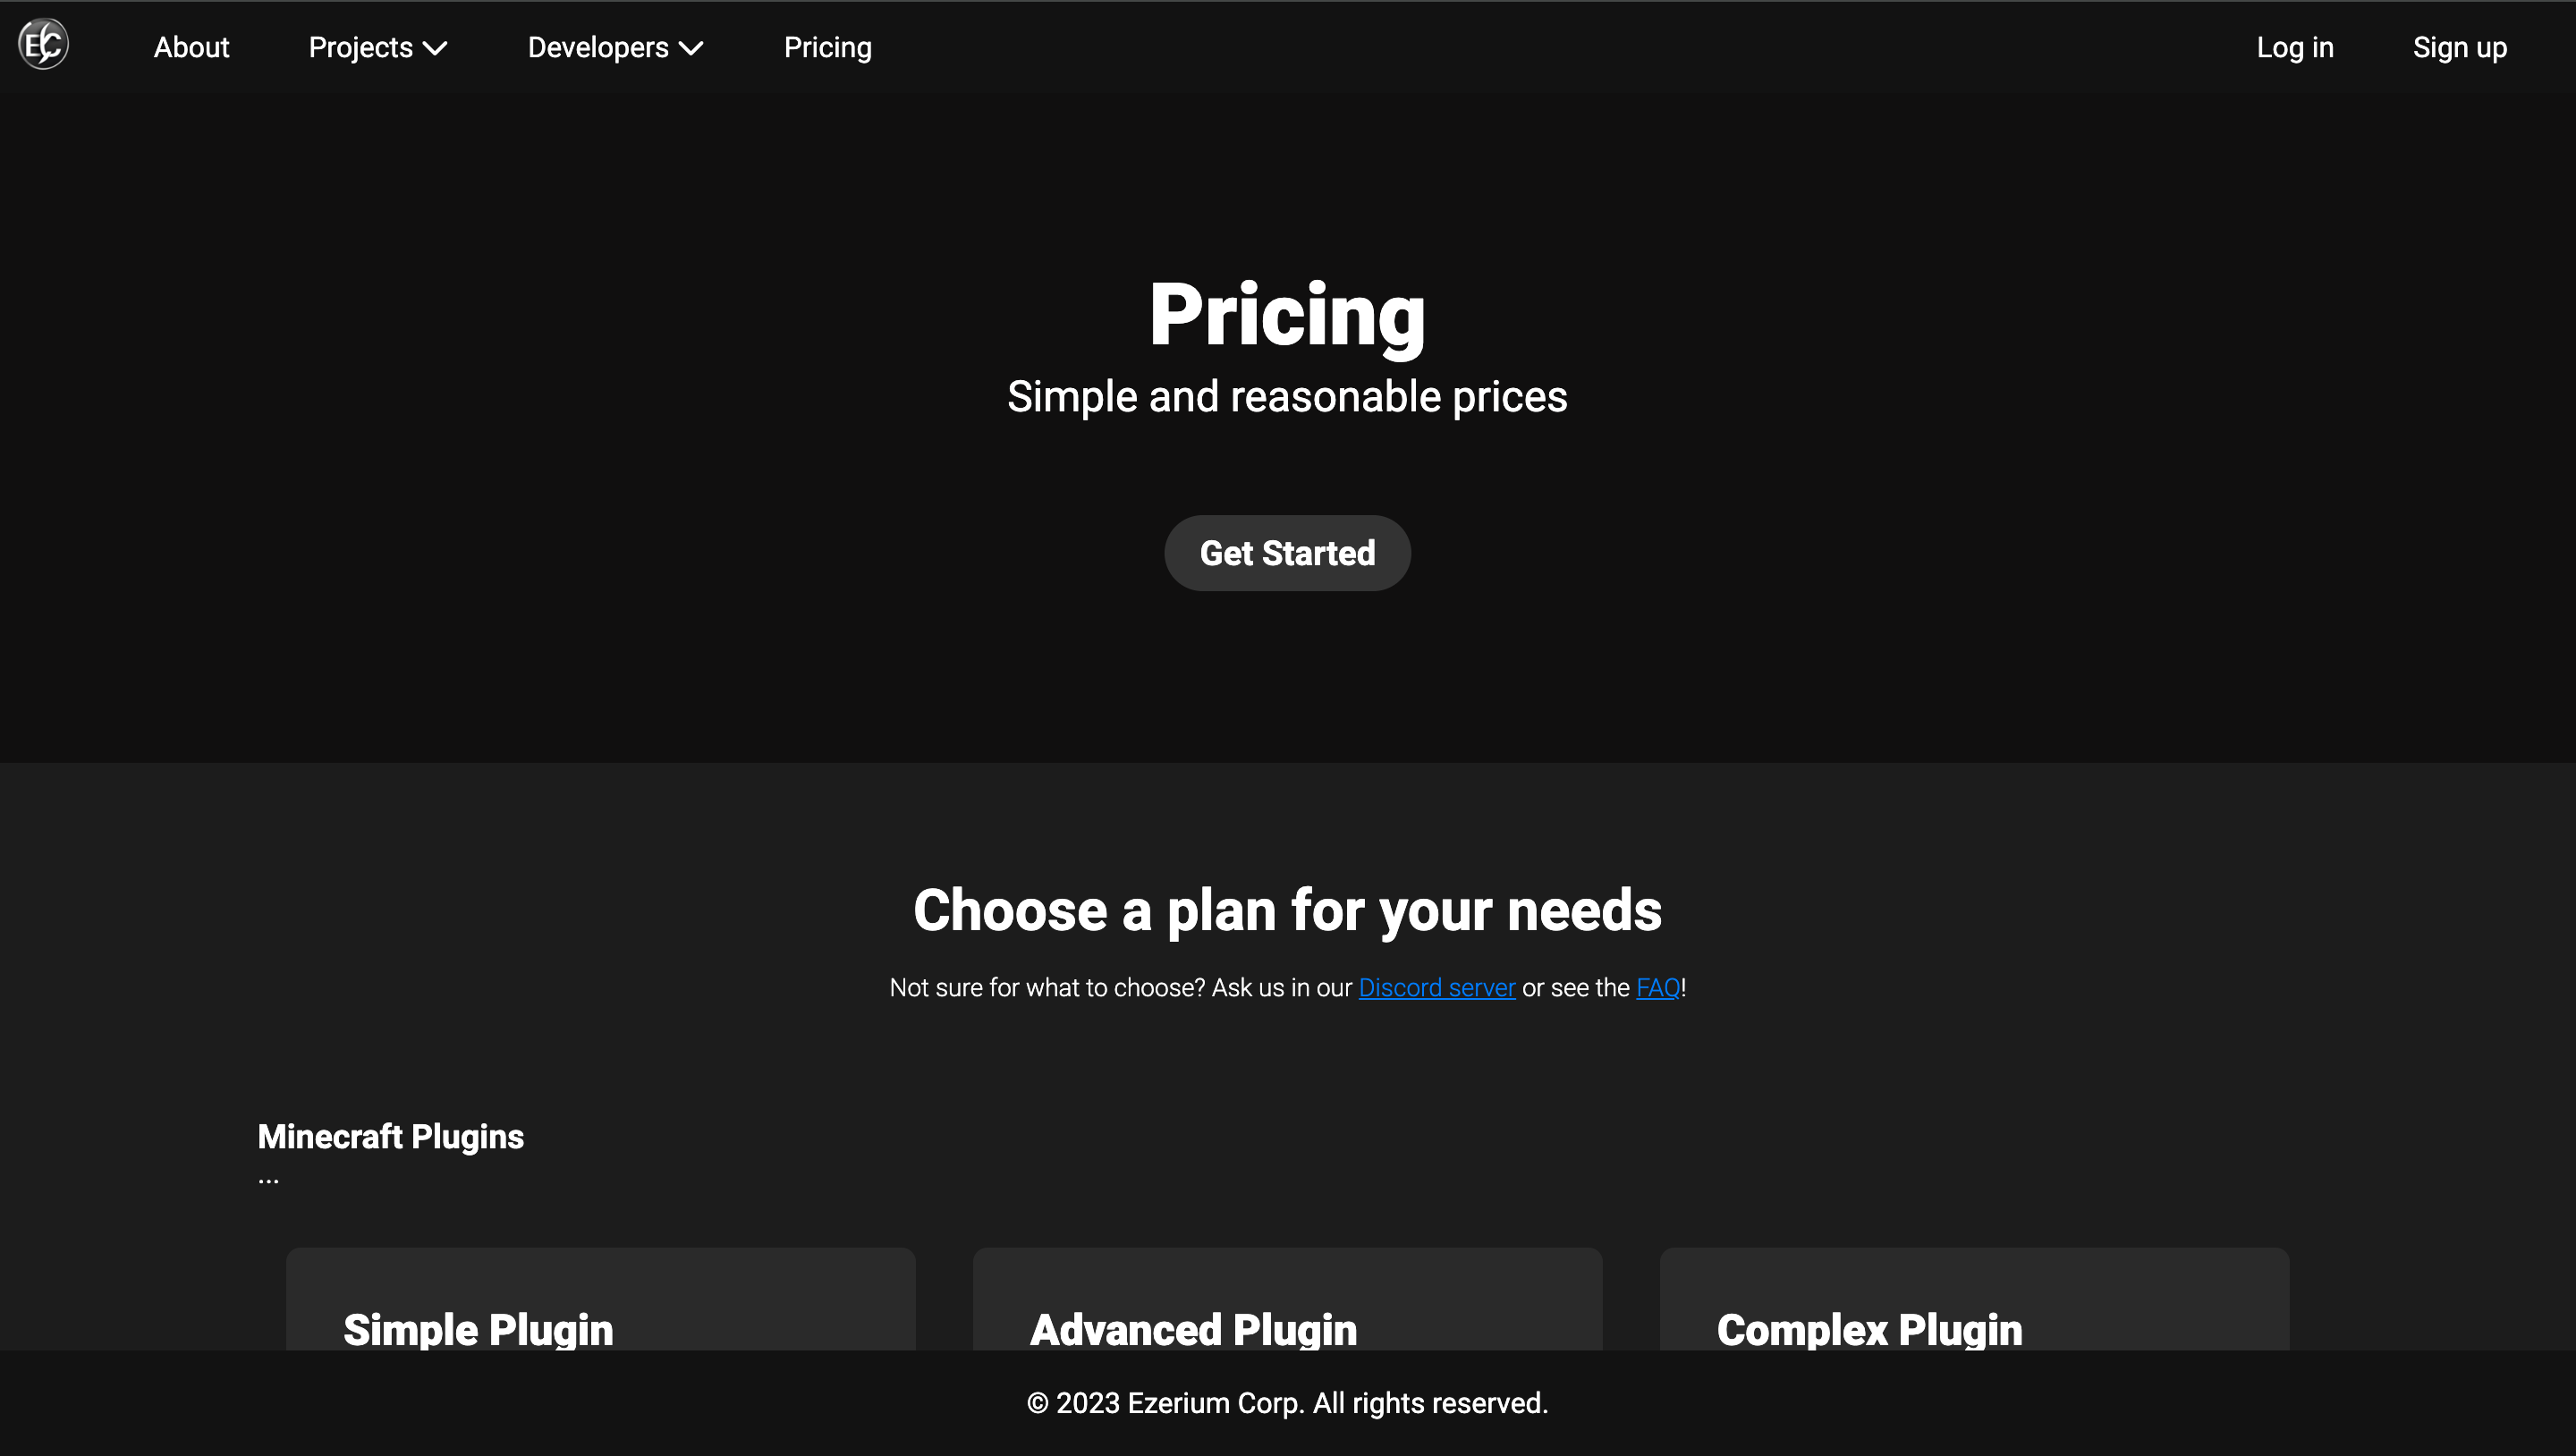 EC
About Projects Developers Pricing Log in Sign up
Pricing
Simple and reasonable prices
Get Started
Choose a plan for your needs
Not sure for what to choose? Ask us in our Discord server or see the FAQ!
Minecraft Plugins
...
Simple Plugin Advanced Plugin Complex Plugin
© 2023 Ezerium Corp. All rights reserved.